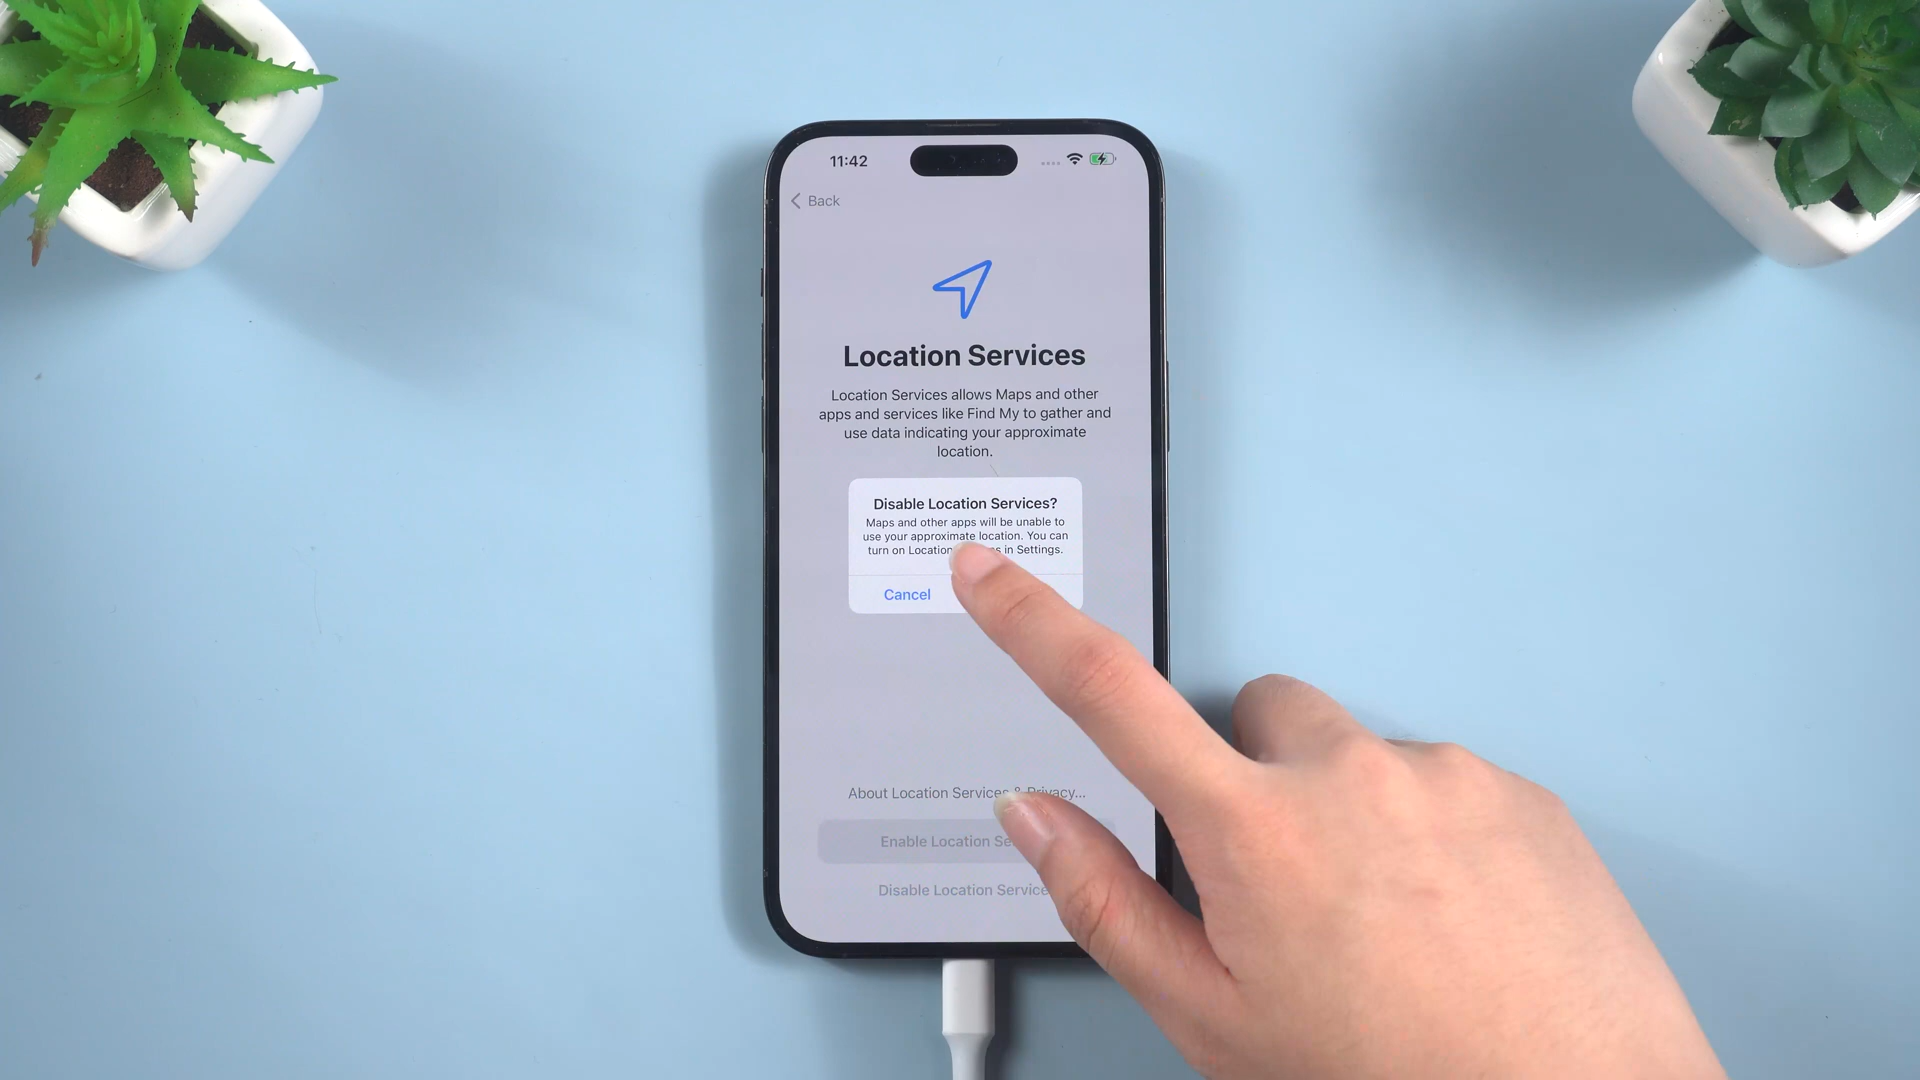 11:42
Back
Location Services
Location Services allows Maps and other
apps and services like Find My to gather and
use data indicating your approximate
location.
Disable Location Services?
Maps and other apps will be unable to
use your approximate location. You can
turn on Location in Settings.
Cancel
About Location Services & Privacy...
Enable Location
Disable Location Service